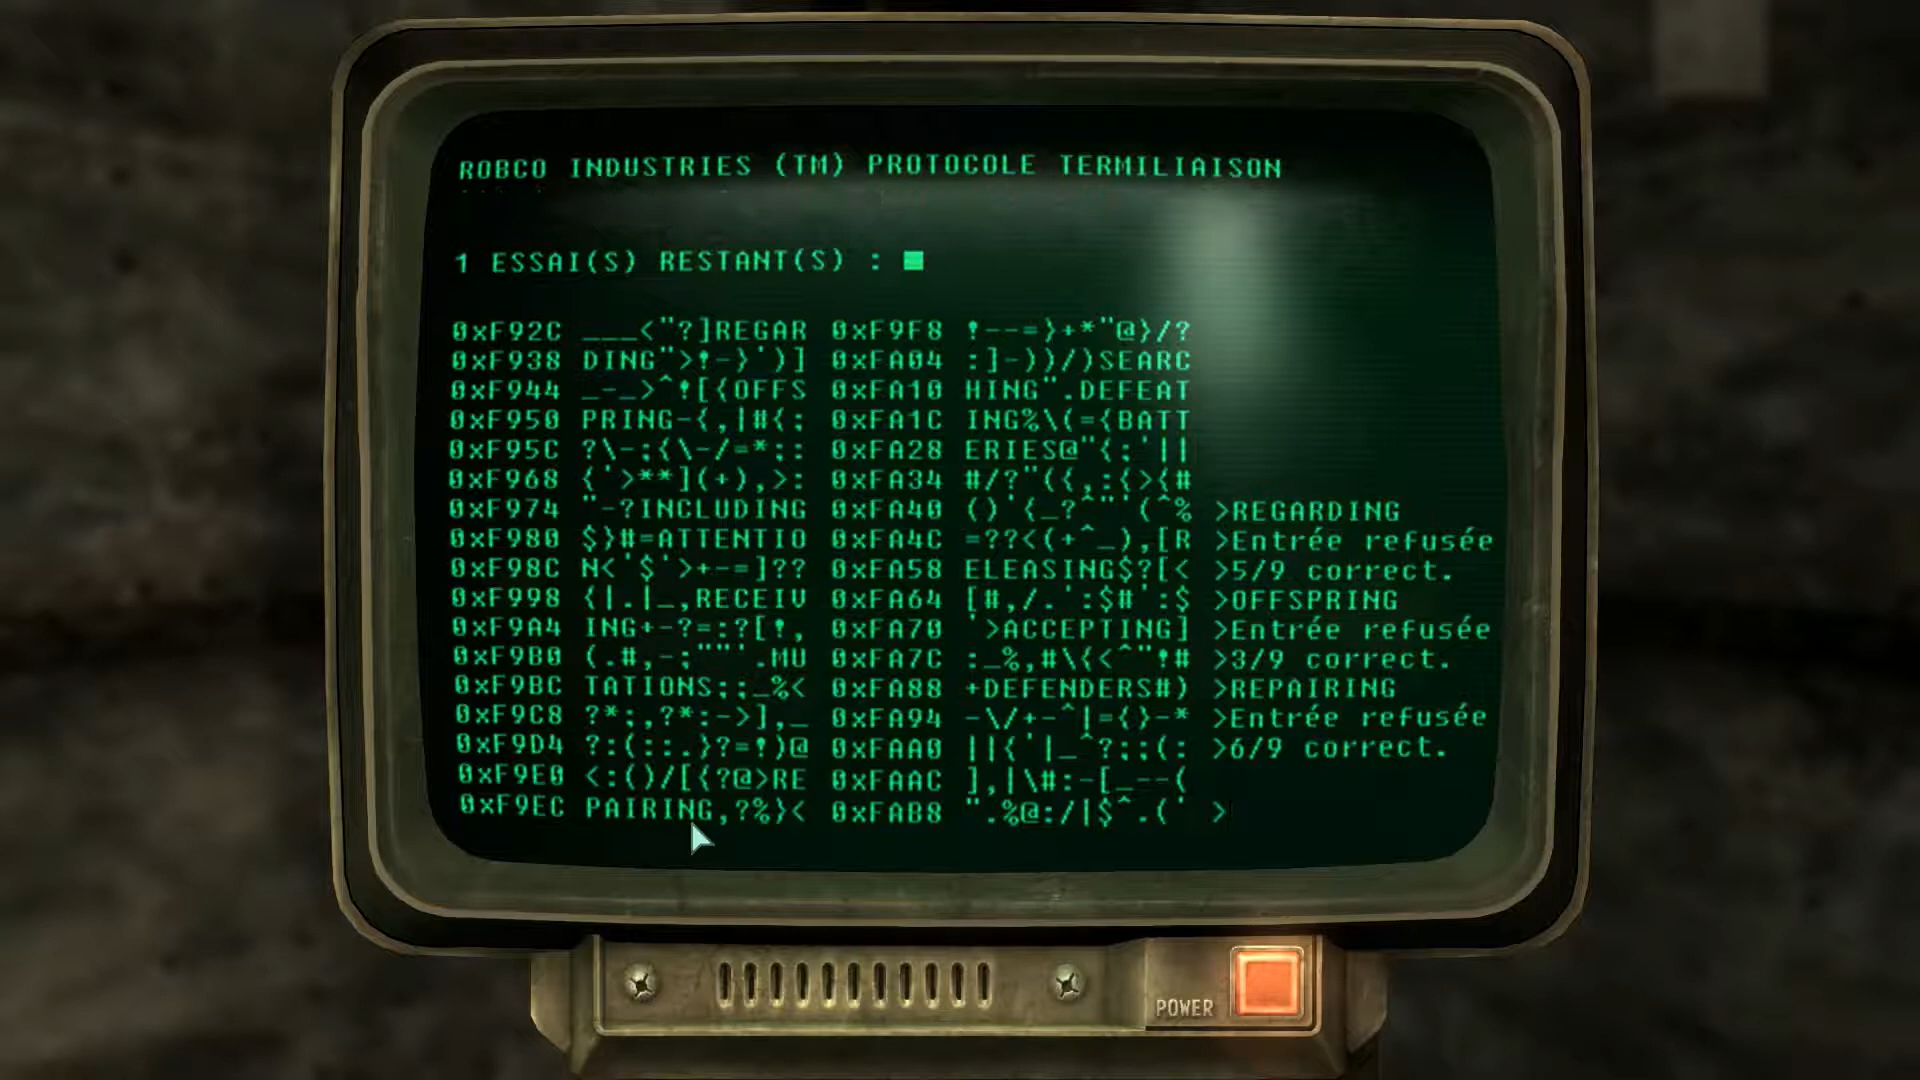 ROBCO INDUSTRIES (TM) PROTOCOLE TERMILIAISON
1 ESSAI(S) RESTANT(S) :
0xF92C ___<"?]REGAR 0xF9F8 !--=}+*"@}/?
0xF938 DING">!-}')] 0xFA04 :]-))/)SEARC
0xF944 _-_>^![{OFFS 0xFA10 HING".DEFEAT
0xF950 PRING-{,|#{; 0xFA1C ING%\(={BATT
0xF95C ?\-;{\-/=*:: 0xFA28 ERIES@"{;'||
0xF968 {'>**](+),>: 0xFA34 #/?"({,:{>{#
0xF974 "-?INCLUDING 0xFA40 ()'{_?^"'(^% >REGARDING
0xF980 $}#=ATTENTIO 0xFA4C =??<(+^_),[R >Entrée refusée
0xF98C N<'$'>+-=]?? 0xFA58 ELEASING$?[< >5/9 correct.
0xF998 {|.|_,RECEIV 0xFA64 [#,/.':$#':$ >OFFSPRING
0xF9A4 ING+-?=:?[!, 0xFA70 '>ACCEPTING] >Entrée refusée
0xF9B0 (.#,-;""'.MU 0xFA7C :_%,#\{<^"!# >3/9 correct.
0xF9BC TATIONS;;_%< 0xFA88 +DEFENDERS#) >REPAIRING
0xF9C8 ?*;,?*:->],_ 0xFA94 -\/+-^|={}-* >Entrée refusée
0xF9D4 ?:(::.}?=!)@ 0xFAA0 ||{'|_^?;;(: >6/9 correct.
0xF9E0 <:()/[{?@>RE 0xFAAC ],|\#:-[_--(
0xF9EC PAIRING,?%}< 0xFAB8 ".%@:/|$^.(' >
POWER